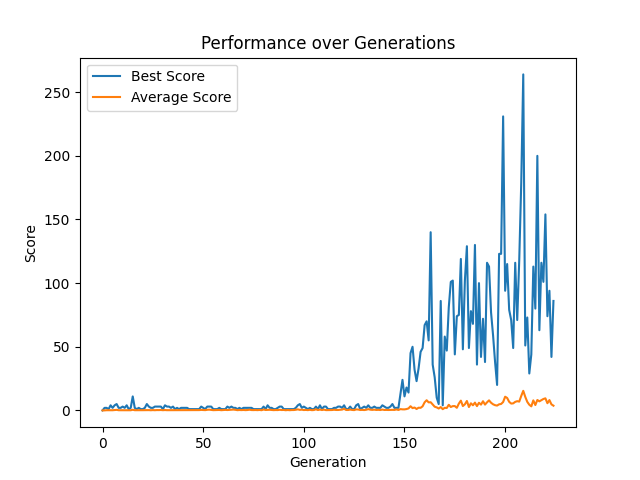 Performance over Generations
Best Score
Average Score
250
200
150
100
50
0
Score
0 50 100 150 200
Generation